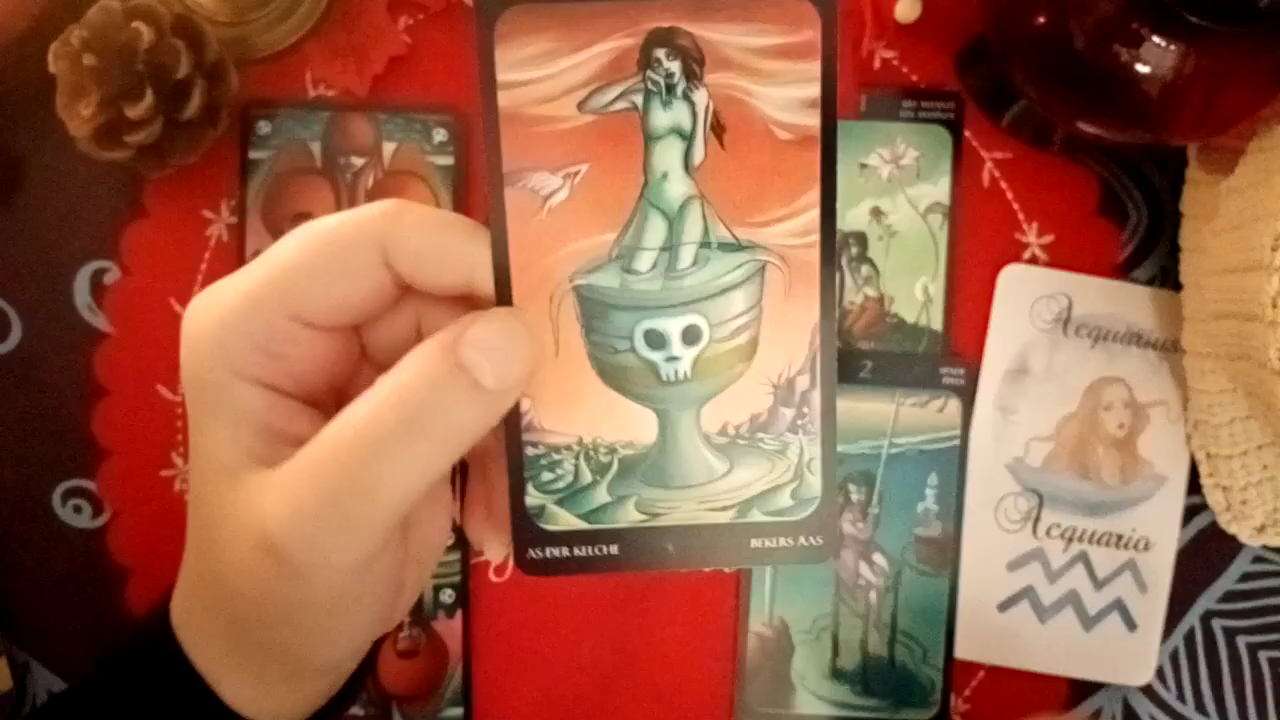 AS DER KELCHE
BEKERS AAS
2
Acquarius
Acquario